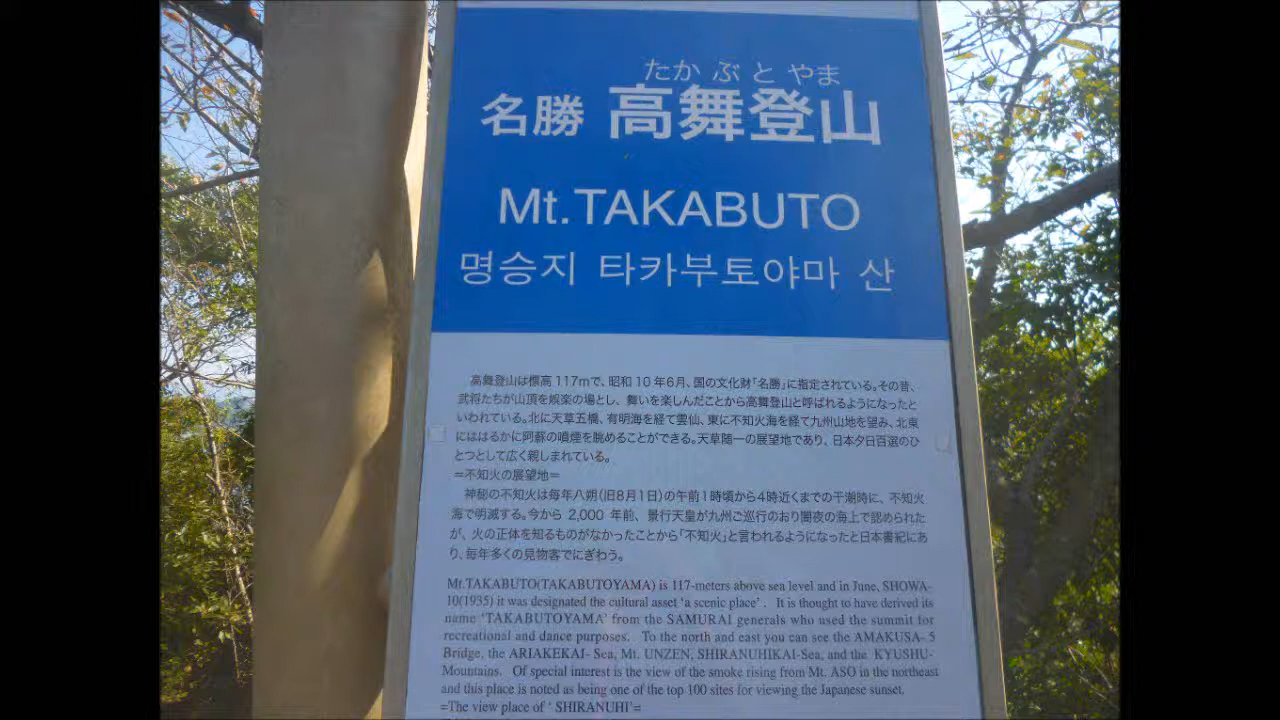 たかぶとやま
名勝 高舞登山
Mt.TAKABUTO
명승지 타카부토야마 산
高舞登山は標高117mで、昭和10年6月、国の文化財「名勝」に指定されている。その昔、
武将たちが山頂を娯楽の場とし、舞いを楽しんだことから高舞登山と呼ばれるようになったと
いわれている。北に天草五橋、有明海を経て雲仙、東に不知火海を経て九州山地を望み、北東
にははるかに阿蘇の噴煙を眺めることができる。天草随一の展望地であり、日本夕日百選のひ
とつとして広く親しまれている。
=不知火の展望地=
神秘の不知火は毎年八朔(旧8月1日)の午前1時頃から4時近くまでの干潮時に、不知火
海で明滅する。今から 2,000 年前、景行天皇が九州ご巡行のおり闇夜の海上で認められた
が、火の正体を知るものがなかったことから「不知火」と言われるようになったと日本書紀にあ
り、毎年多くの見物客でにぎわう。
Mt.TAKABUTO(TAKABUTOYAMA) is 117-meters above sea level and in June, SHOWA-
10(1935) it was designated the cultural asset 'a scenic place' . It is thought to have derived its
name 'TAKABUTOYAMA' from the SAMURAI generals who used the summit for
recreational and dance purposes. To the north and east you can see the AMAKUSA- 5
Bridge, the ARIAKEKAI- Sea, Mt. UNZEN, SHIRANUHIKAI-Sea, and the KYUSHU-
Mountains. Of special interest is the view of the smoke rising from Mt. ASO in the northeast
and this place is noted as being one of the top 100 sites for viewing the Japanese sunset.
=The view place of ' SHIRANUHI'=